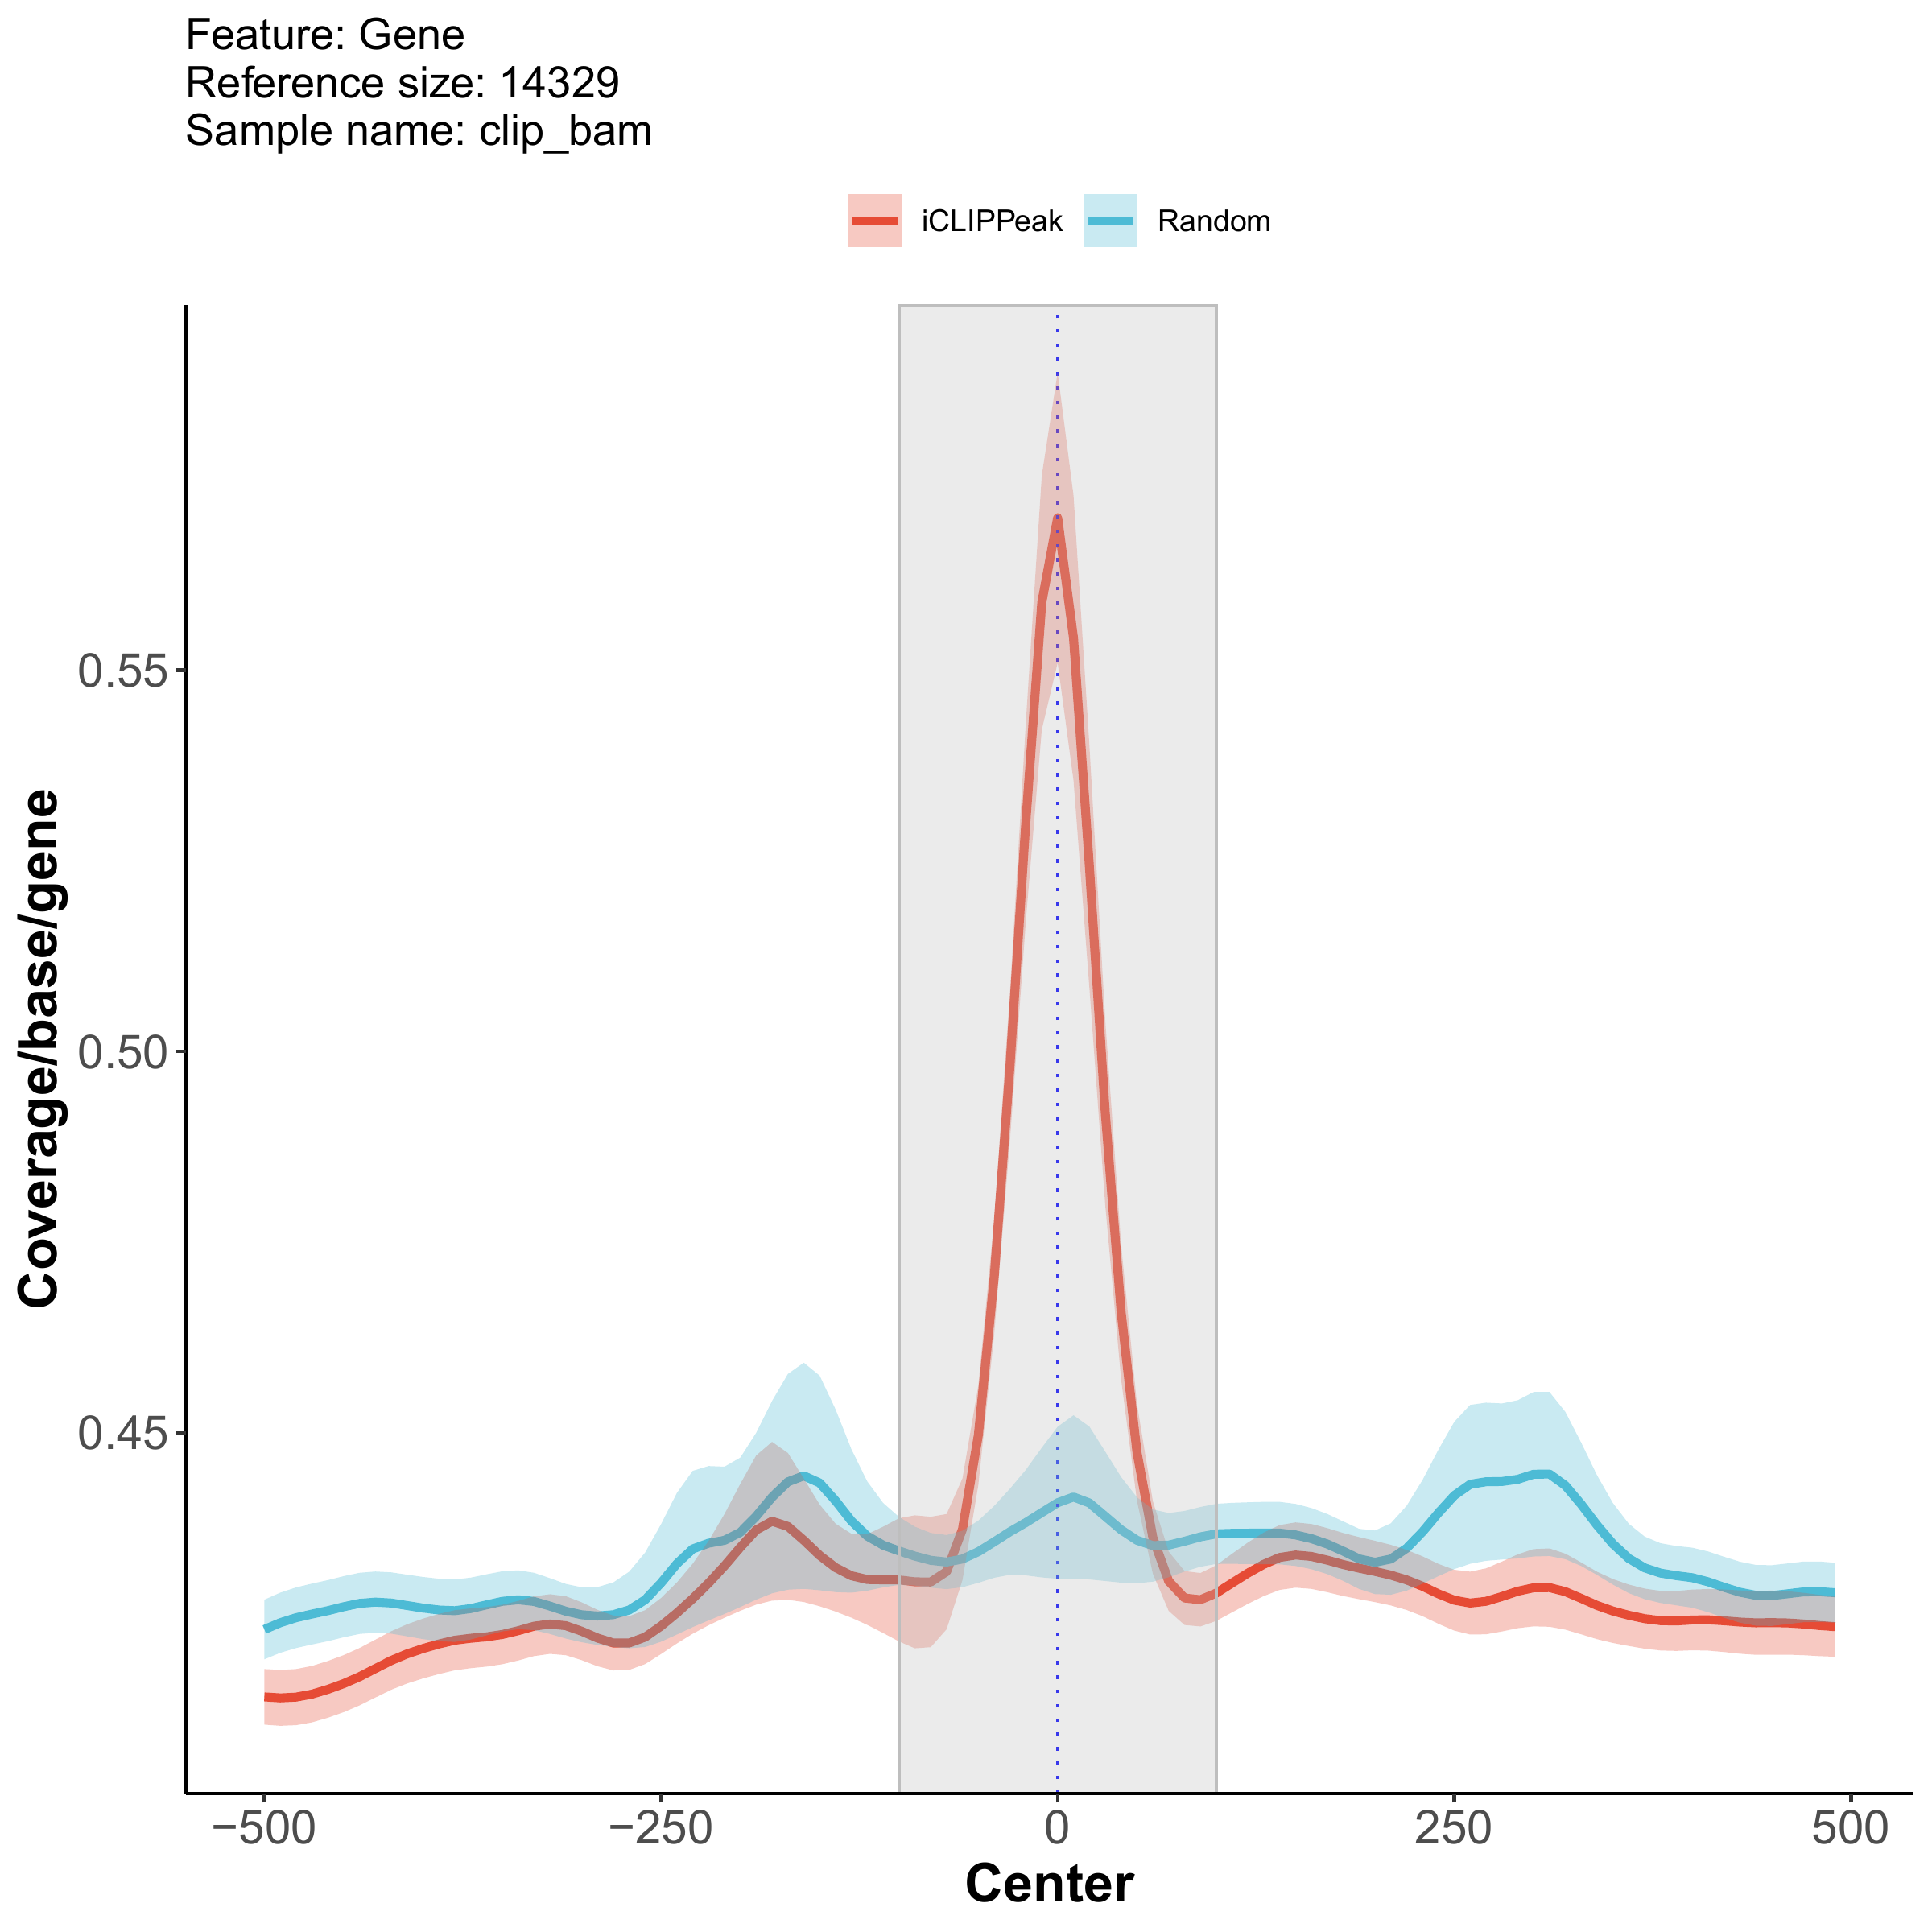 Feature: Gene
Reference size: 14329
Sample name: clip_bam
iCLIPPeak Random
Coverage/base/gene
0.55
0.50
0.45
−500 −250 0 250 500
Center